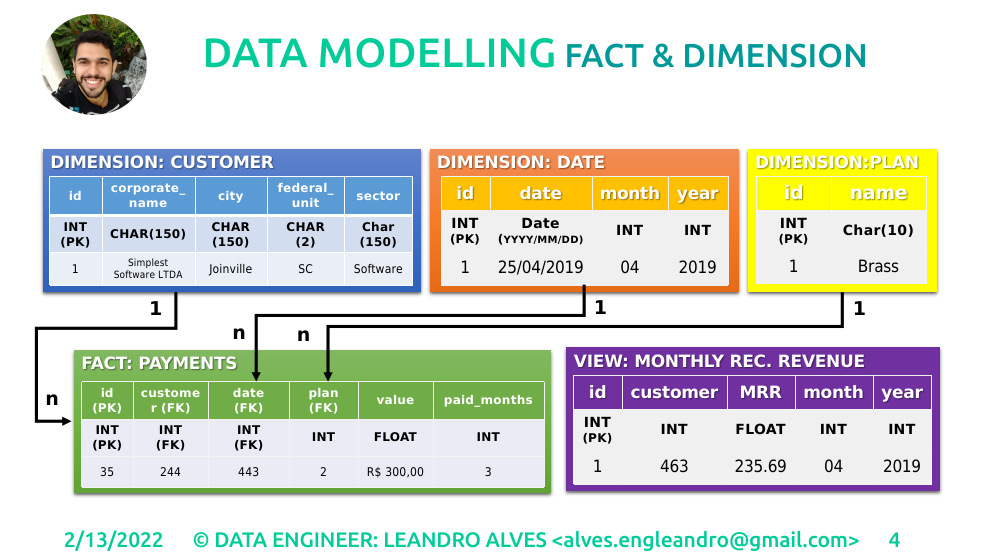 DATA MODELLING FACT & DIMENSION
DIMENSION: CUSTOMER
id corporate_ name city federal_ unit sector
INT (PK) CHAR(150) CHAR (150) CHAR (2) Char (150)
1 Simplest Software LTDA Joinville SC Software
DIMENSION: DATE
id date month year
INT (PK) Date (YYYY/MM/DD) INT INT
1 25/04/2019 04 2019
DIMENSION:PLAN
id name
INT (PK) Char(10)
1 Brass
1
1
1
n
n
n
FACT: PAYMENTS
id (PK) custome r (FK) date (FK) plan (FK) value paid_months
INT (PK) INT (FK) INT (FK) INT FLOAT INT
35 244 443 2 R$ 300,00 3
VIEW: MONTHLY REC. REVENUE
id customer MRR month year
INT (PK) INT FLOAT INT INT
1 463 235.69 04 2019
2/13/2022 © DATA ENGINEER: LEANDRO ALVES <alves.engleandro@gmail.com> 4